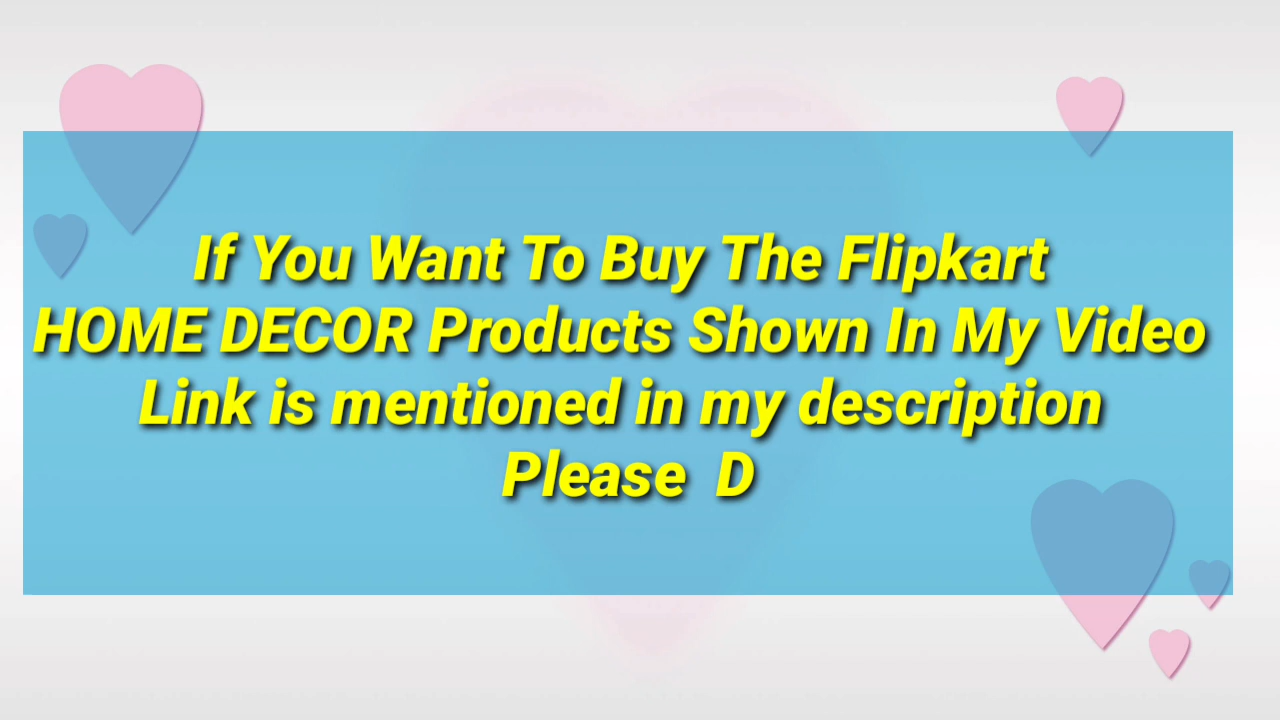 If You Want To Buy The Flipkart
HOME DECOR Products Shown In My Video
Link is mentioned in my description
Please D